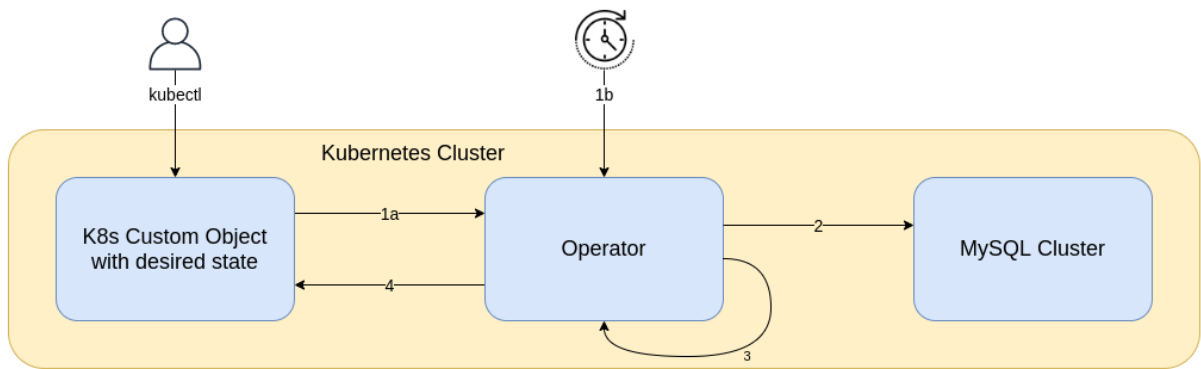 kubectl
1b
Kubernetes Cluster
K8s Custom Object
with desired state
1a
4
Operator
2
3
MySQL Cluster